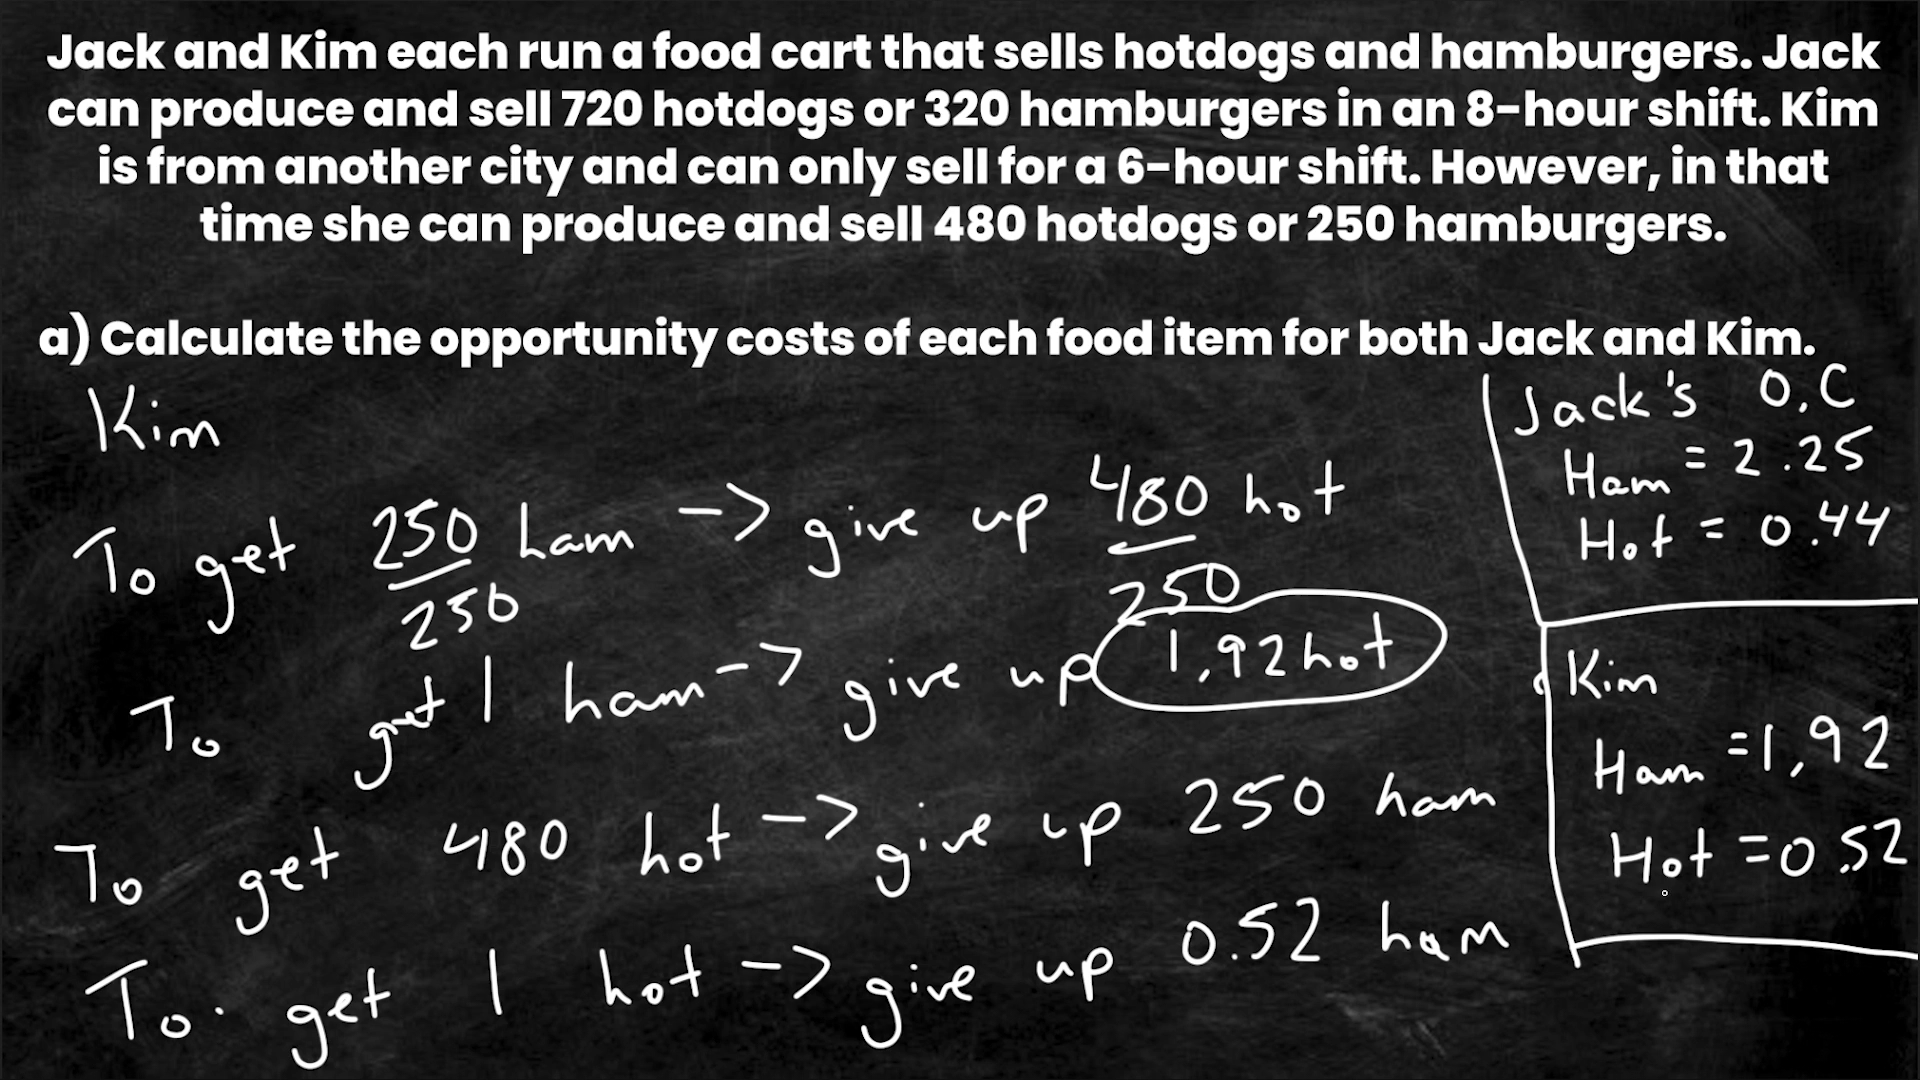 Jack and Kim each run a food cart that sells hotdogs and hamburgers. Jack
can produce and sell 720 hotdogs or 320 hamburgers in an 8-hour shift. Kim
is from another city and can only sell for a 6-hour shift. However, in that
time she can produce and sell 480 hotdogs or 250 hamburgers.
a) Calculate the opportunity costs of each food item for both Jack and Kim.
Kim
To get 250 ham -> give up 480 hot
250 250
To get 1 ham -> give up 1,92 hot
To get 480 hot -> give up 250 ham
To. get 1 hot -> give up 0.52 ham
Jack's O,C
Ham = 2.25
Hot = 0.44
Kim
Ham =1,92
Hot =0.52